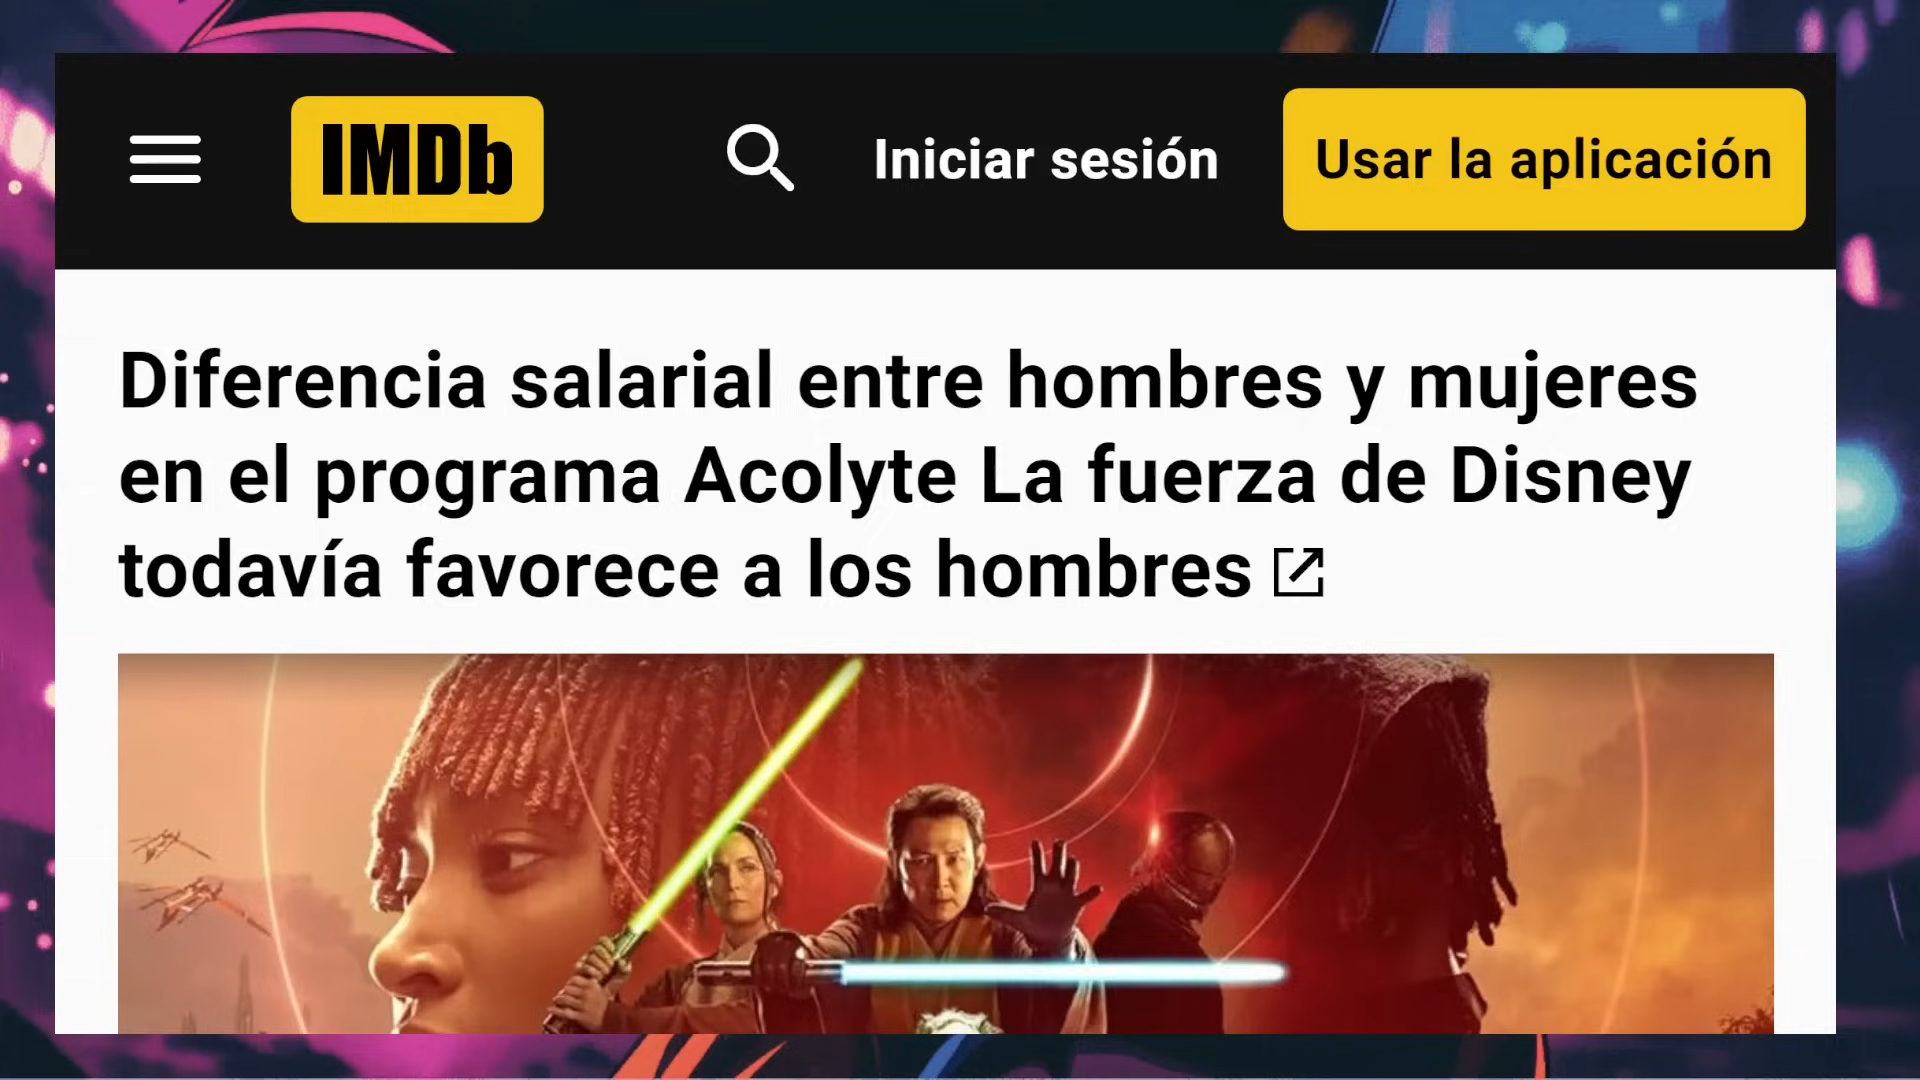 IMDb
Iniciar sesión
Usar la aplicación
Diferencia salarial entre hombres y mujeres
en el programa Acolyte La fuerza de Disney
todavía favorece a los hombres